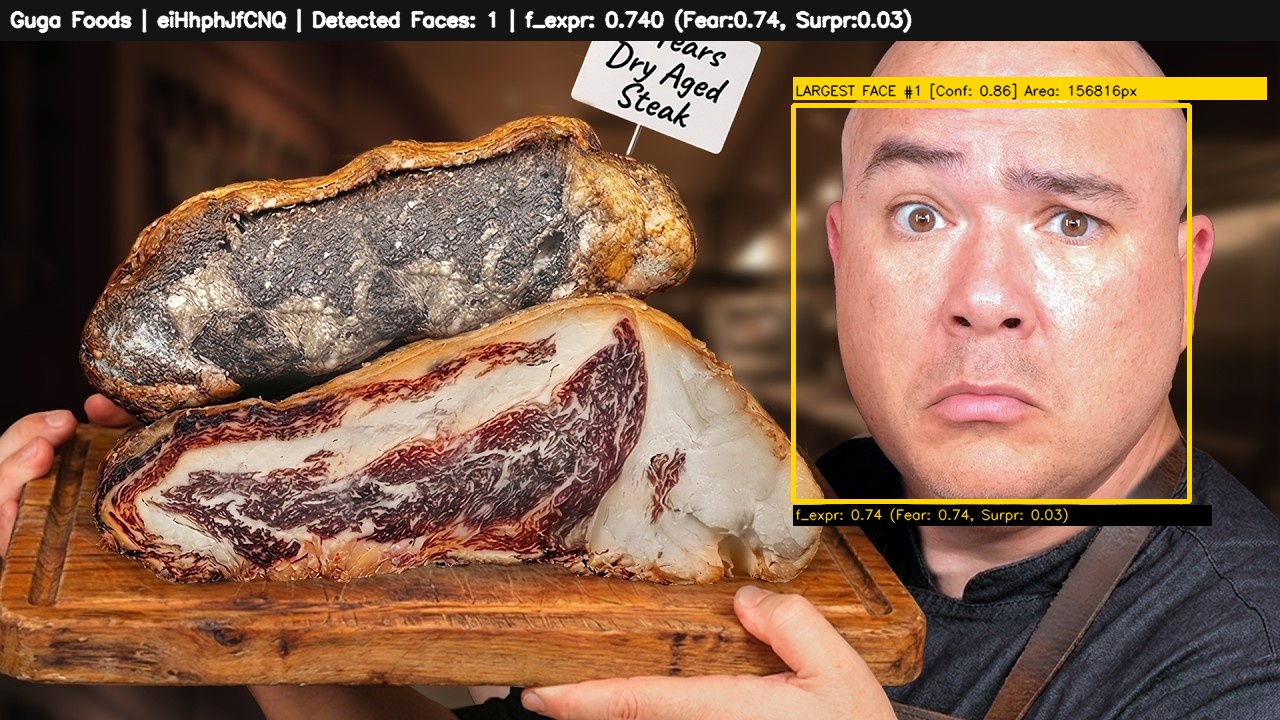 Guga Foods | eiHhphJfCNQ | Detected Faces: 1 | f_expr: 0.740 (Fear:0.74, Surpr:0.03)
Years
Dry Aged
Steak
LARGEST FACE #1 [Conf: 0.86] Area: 156816px
f_expr: 0.74 (Fear: 0.74, Surpr: 0.03)